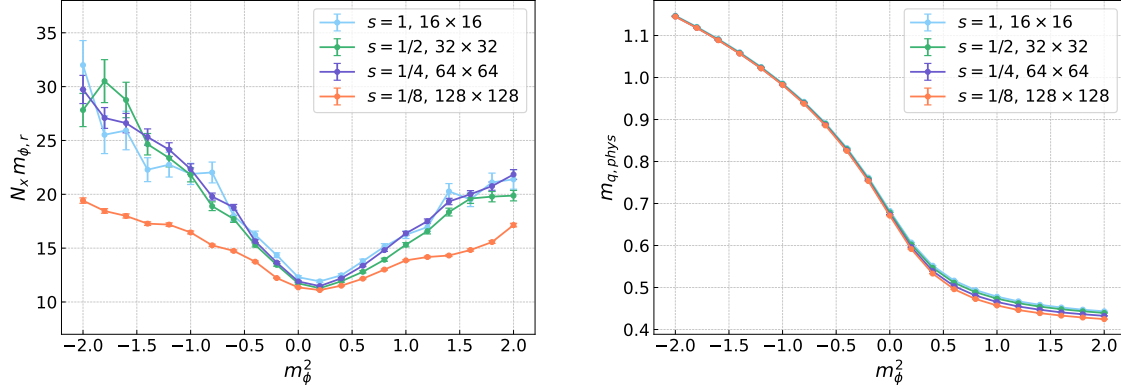 35
30
25
20
15
10
−2.0 −1.5 −1.0 −0.5 0.0 0.5 1.0 1.5 2.0
N_x m_{ϕ,r}
m_ϕ^2
s = 1, 16 × 16
s = 1/2, 32 × 32
s = 1/4, 64 × 64
s = 1/8, 128 × 128
1.1
1.0
0.9
0.8
0.7
0.6
0.5
0.4
−2.0 −1.5 −1.0 −0.5 0.0 0.5 1.0 1.5 2.0
m_{q,phys}
m_ϕ^2
s = 1, 16 × 16
s = 1/2, 32 × 32
s = 1/4, 64 × 64
s = 1/8, 128 × 128